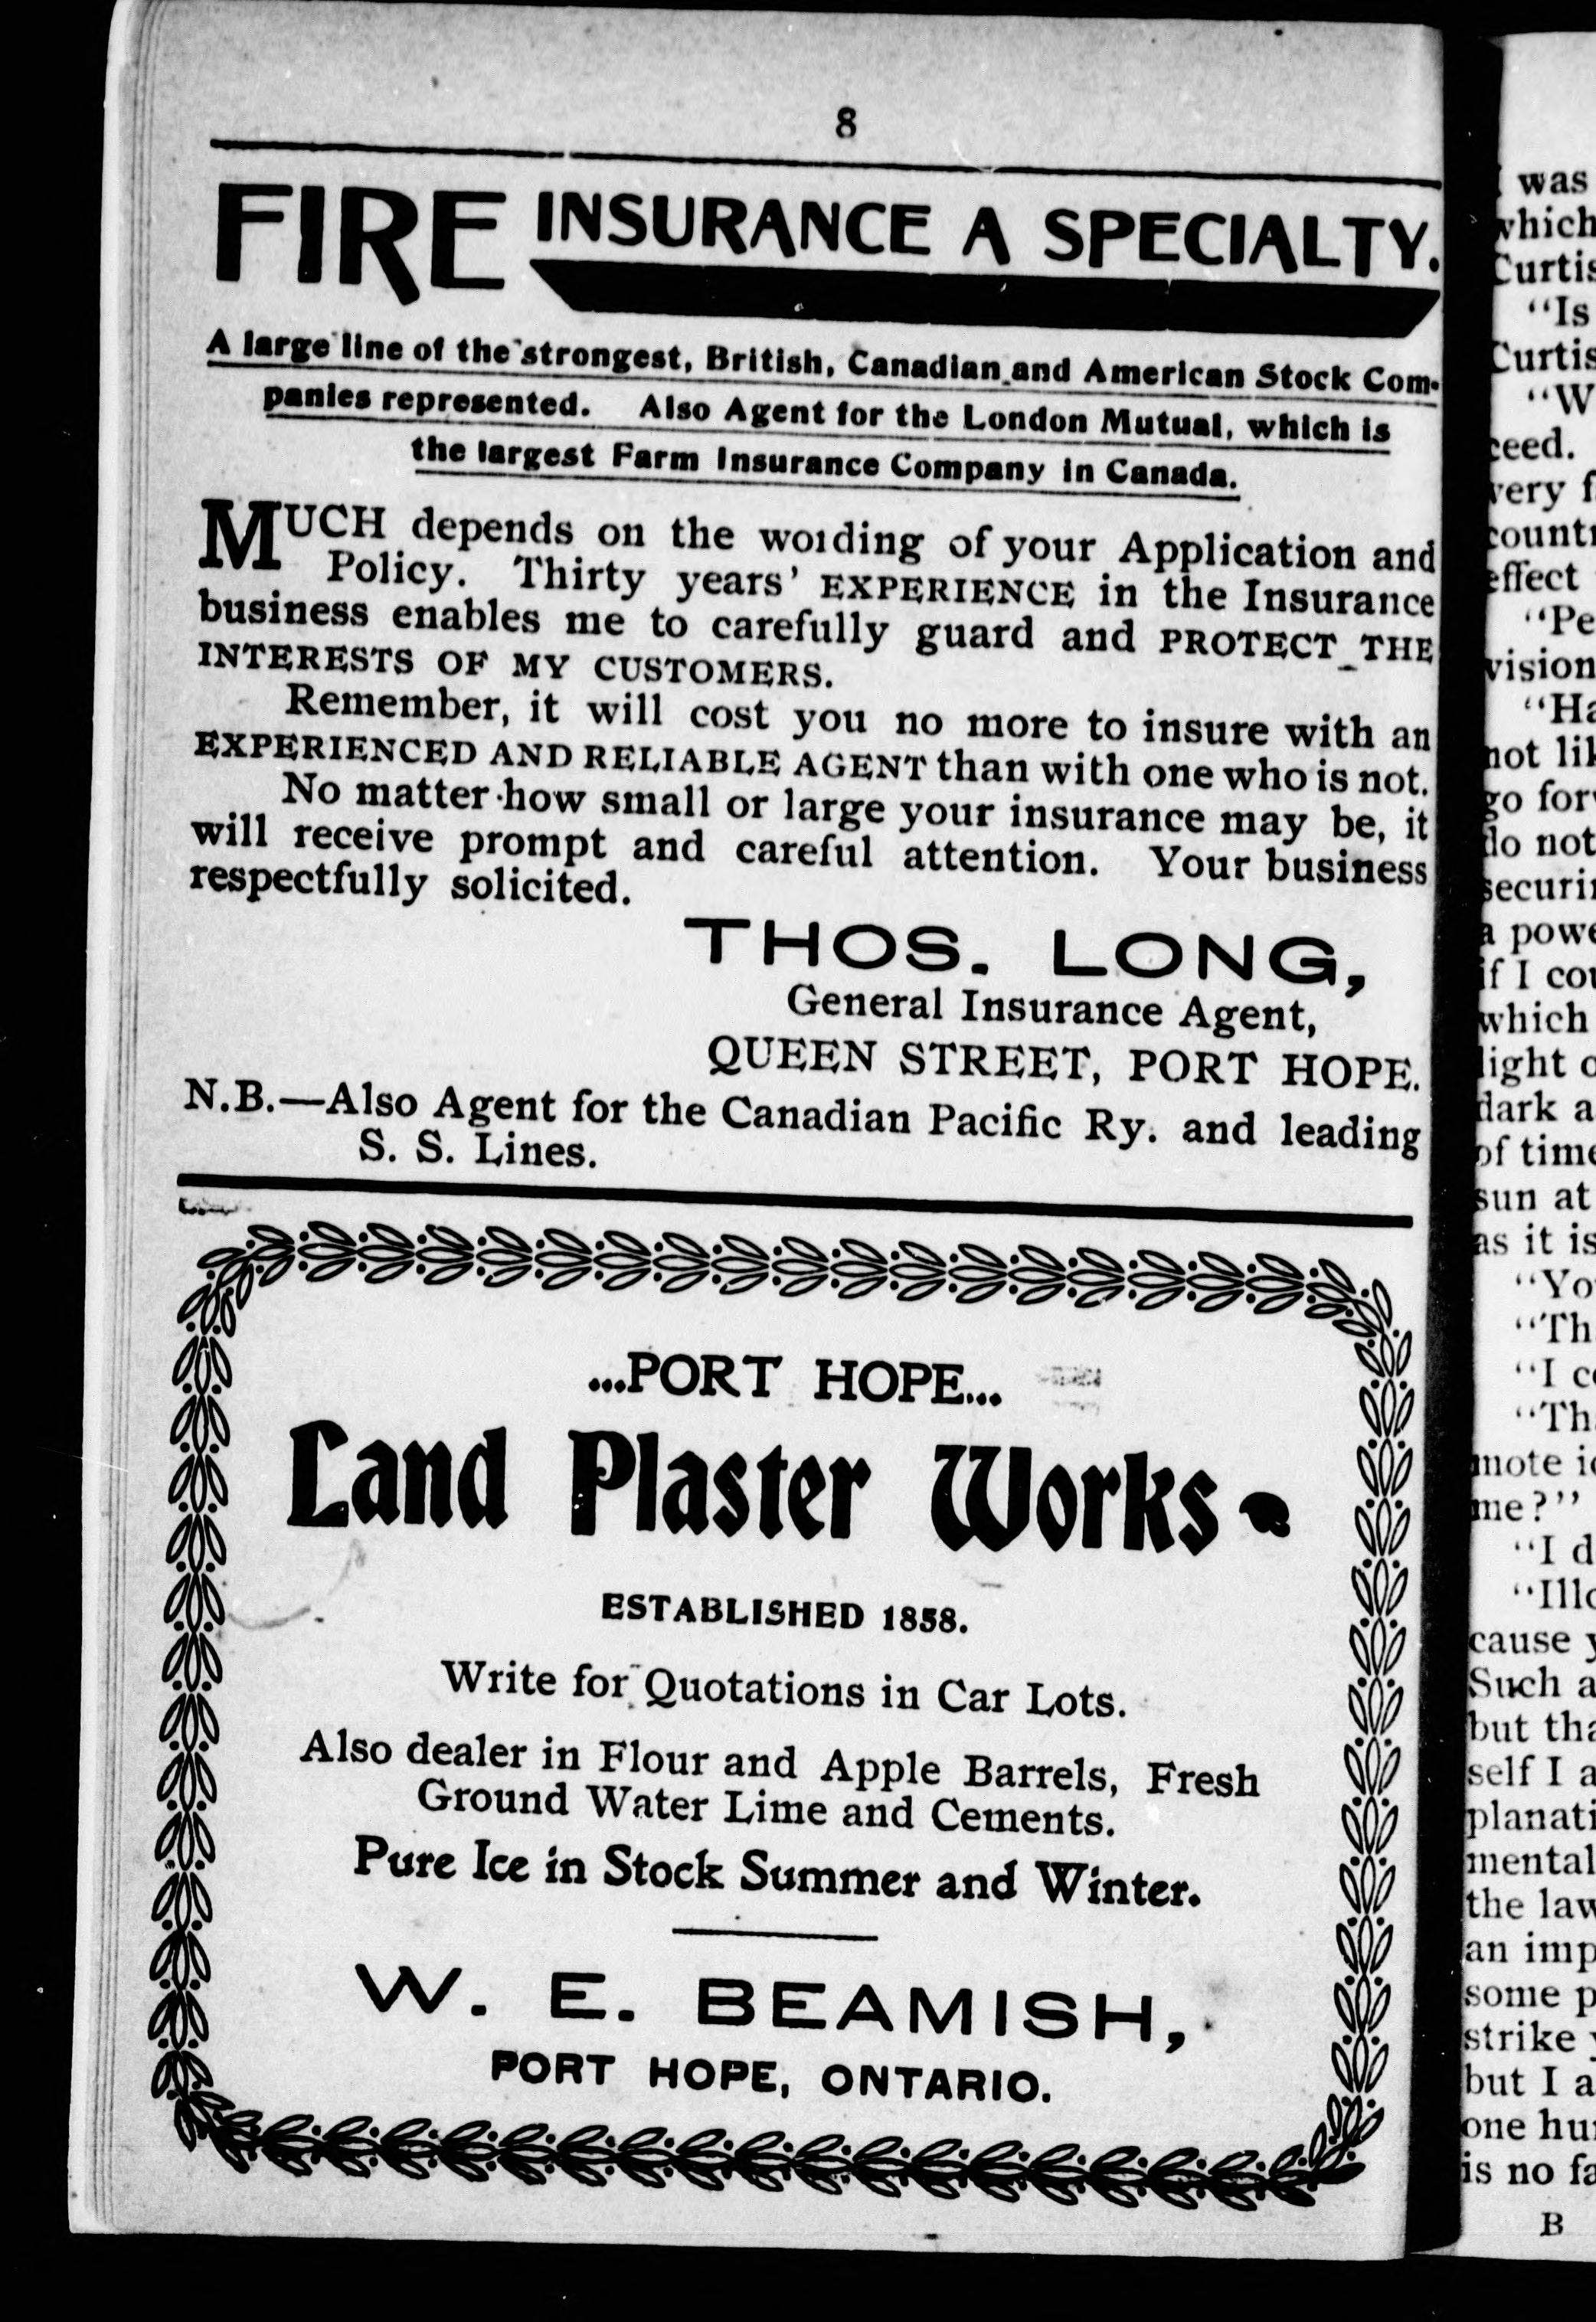 8
FIRE INSURANCE A SPECIALTY.
A large line of the strongest, British, Canadian and American Stock Com-
panies represented. Also Agent for the London Mutual, which is
the largest Farm Insurance Company in Canada.
MUCH depends on the wording of your Application and
Policy. Thirty years' EXPERIENCE in the Insurance
business enables me to carefully guard and PROTECT THE
INTERESTS OF MY CUSTOMERS.
Remember, it will cost you no more to insure with an
EXPERIENCED AND RELIABLE AGENT than with one who is not.
No matter how small or large your insurance may be, it
will receive prompt and careful attention. Your business
respectfully solicited.
THOS. LONG,
General Insurance Agent,
QUEEN STREET, PORT HOPE.
N.B.—Also Agent for the Canadian Pacific Ry. and leading
S. S. Lines.
...PORT HOPE...
Land Plaster Works
ESTABLISHED 1858.
Write for Quotations in Car Lots.
Also dealer in Flour and Apple Barrels, Fresh
Ground Water Lime and Cements.
Pure Ice in Stock Summer and Winter.
W. E. BEAMISH,
PORT HOPE, ONTARIO.
I was
which
Curtis
"Is
Curtis
"W
ceed.
very f
countr
effect
"Pe
vision
"Ha
not lik
go for
do not
securi
a powe
if I cou
which
light o
dark a
of time
sun at
as it is
"Yo
"Th
"I c
"Th
mote i
me?"
"I d
"Illo
cause y
Such a
but tha
self I a
planati
mental
the law
an imp
some p
strike y
but I a
one hu
is no fa
B